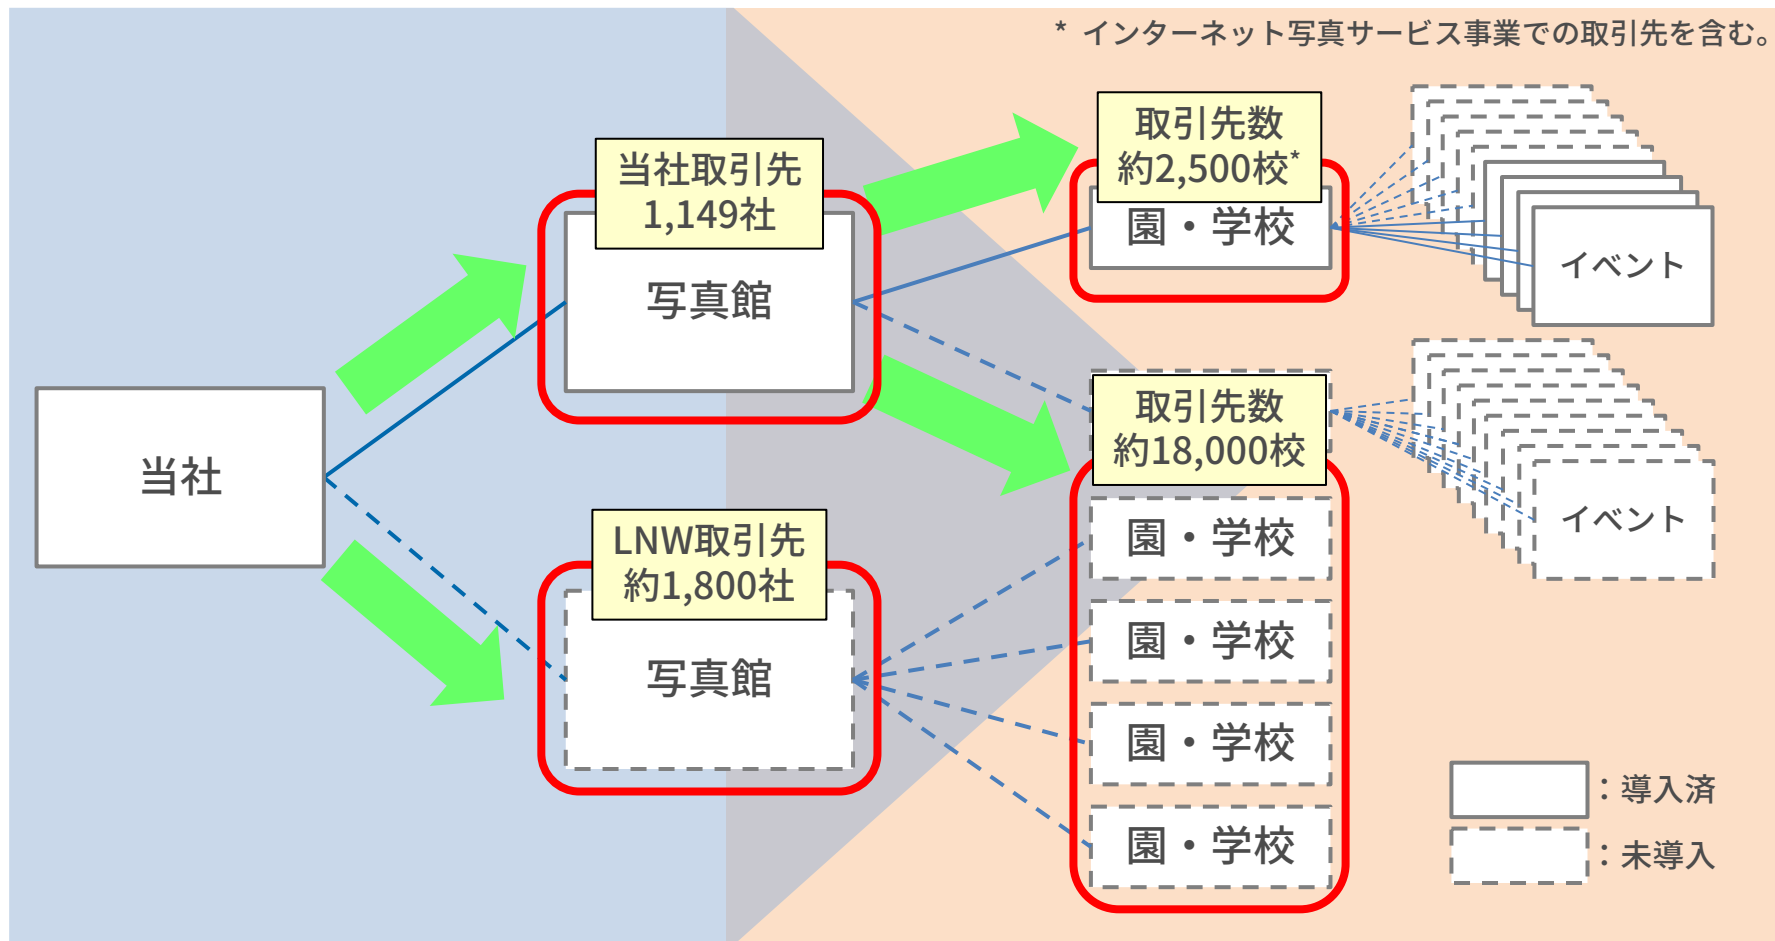 * インターネット写真サービス事業での取引先を含む。
取引先数
約2,500校*
園・学校
イベント
当社取引先
1,149社
写真館
当社
取引先数
約18,000校
イベント
LNW取引先
約1,800社
写真館
園・学校
園・学校
園・学校
園・学校
：導入済
：未導入